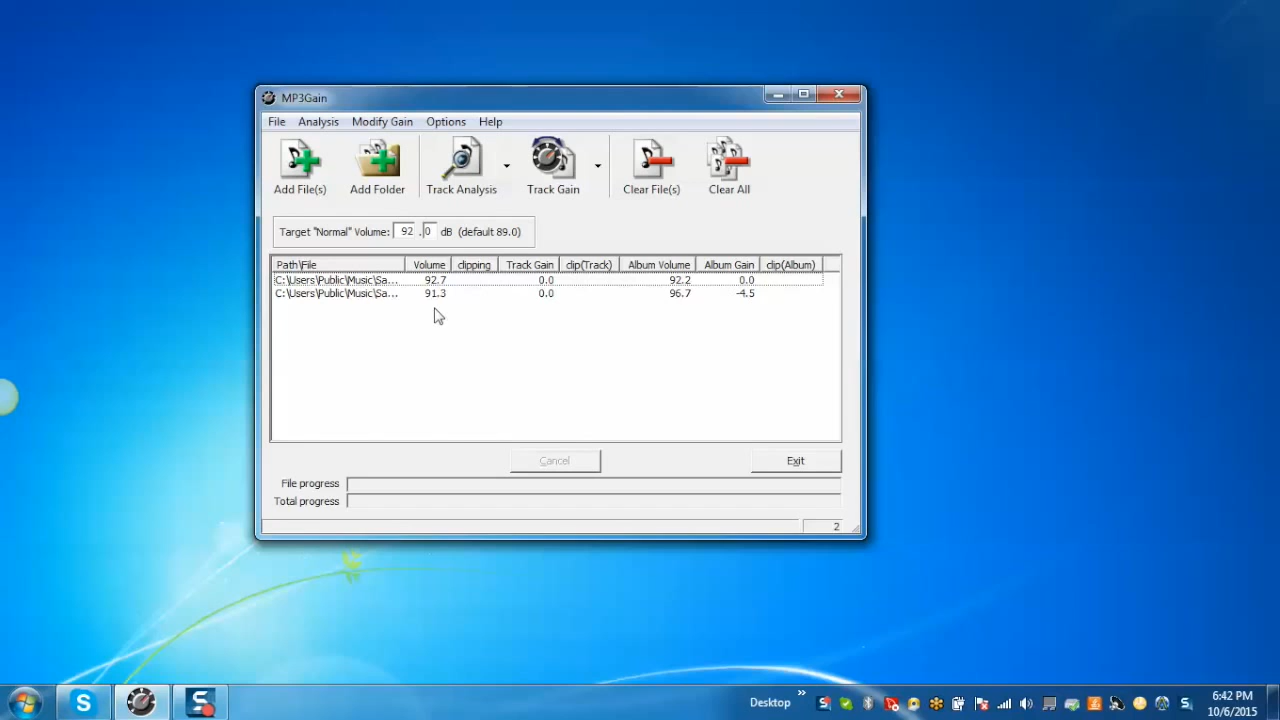 MP3Gain
File Analysis Modify Gain Options Help
Add File(s) Add Folder Track Analysis Track Gain Clear File(s) Clear All
Target "Normal" Volume: 92 . 0 dB (default 89.0)
Path\File Volume clipping Track Gain clip(Track) Album Volume Album Gain clip(Album)
C:\Users\Public\Music\Sa... 92.7 0.0 92.2 0.0
C:\Users\Public\Music\Sa... 91.3 0.0 96.7 -4.5
Cancel Exit
File progress
Total progress
2
Desktop »
6:42 PM
10/6/2015